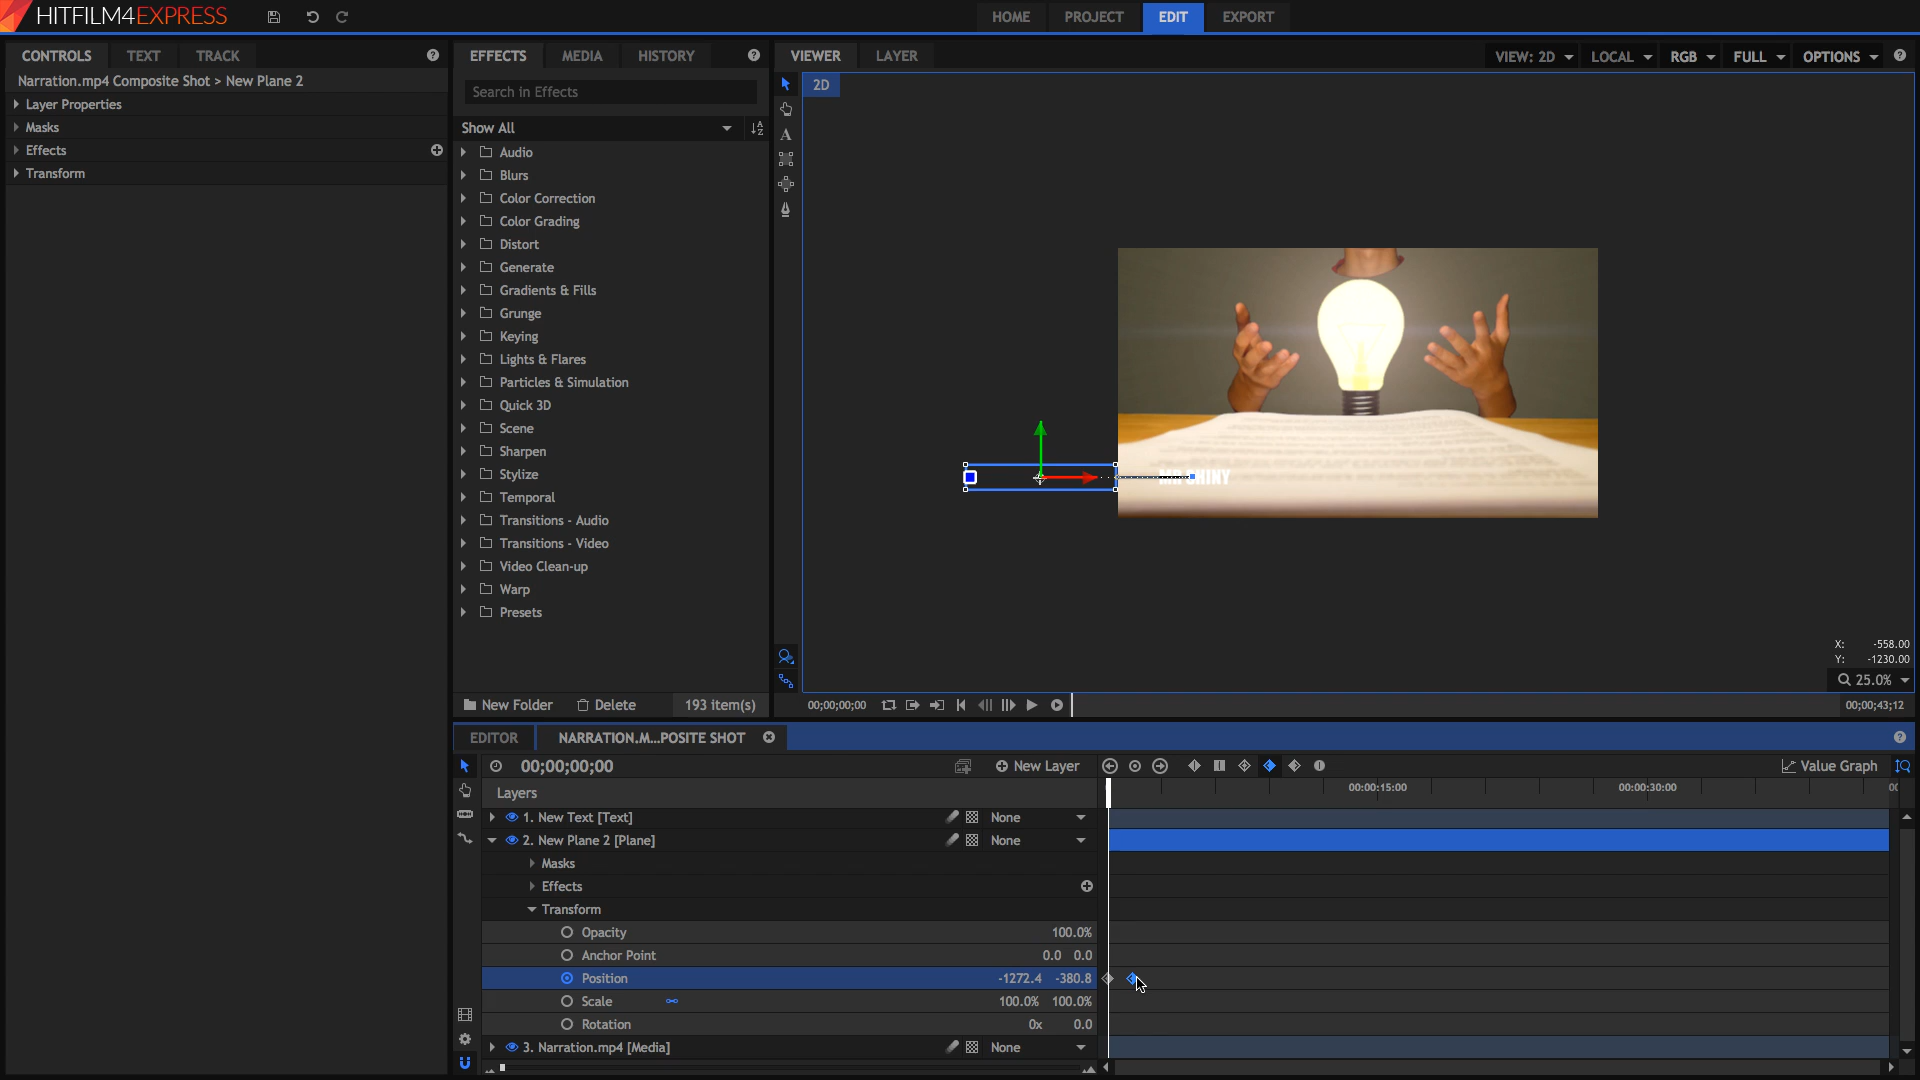 HITFILM4EXPRESS
HOME PROJECT EDIT EXPORT
CONTROLS TEXT TRACK
EFFECTS MEDIA HISTORY
VIEWER LAYER
VIEW: 2D LOCAL RGB FULL OPTIONS
Narration.mp4 Composite Shot > New Plane 2
Layer Properties
Masks
Effects
Transform
Search in Effects
Show All
Audio
Blurs
Color Correction
Color Grading
Distort
Generate
Gradients & Fills
Grunge
Keying
Lights & Flares
Particles & Simulation
Quick 3D
Scene
Sharpen
Stylize
Temporal
Transitions - Audio
Transitions - Video
Video Clean-up
Warp
Presets
New Folder Delete 193 item(s)
2D
MR SHINY
X: -558.00
Y: -1230.00
25.0%
00;00;00;00
00;00;43;12
EDITOR NARRATION.M...POSITE SHOT
00;00;00;00
New Layer
Value Graph
Layers
00:00:15:00 00:00:30:00
1. New Text [Text] None
2. New Plane 2 [Plane] None
Masks
Effects
Transform
Opacity 100.0%
Anchor Point 0.0 0.0
Position -1272.4 -380.8
Scale 100.0% 100.0%
Rotation 0x 0.0
3. Narration.mp4 [Media] None